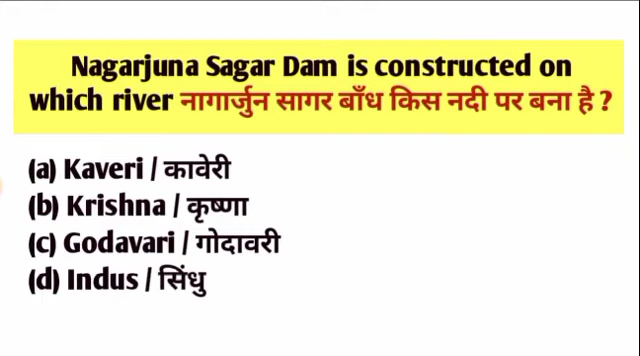 Nagarjuna Sagar Dam is constructed on
which river नागार्जुन सागर बाँध किस नदी पर बना है ?
(a) Kaveri / कावेरी
(b) Krishna / कृष्णा
(c) Godavari / गोदावरी
(d) Indus / सिंधु